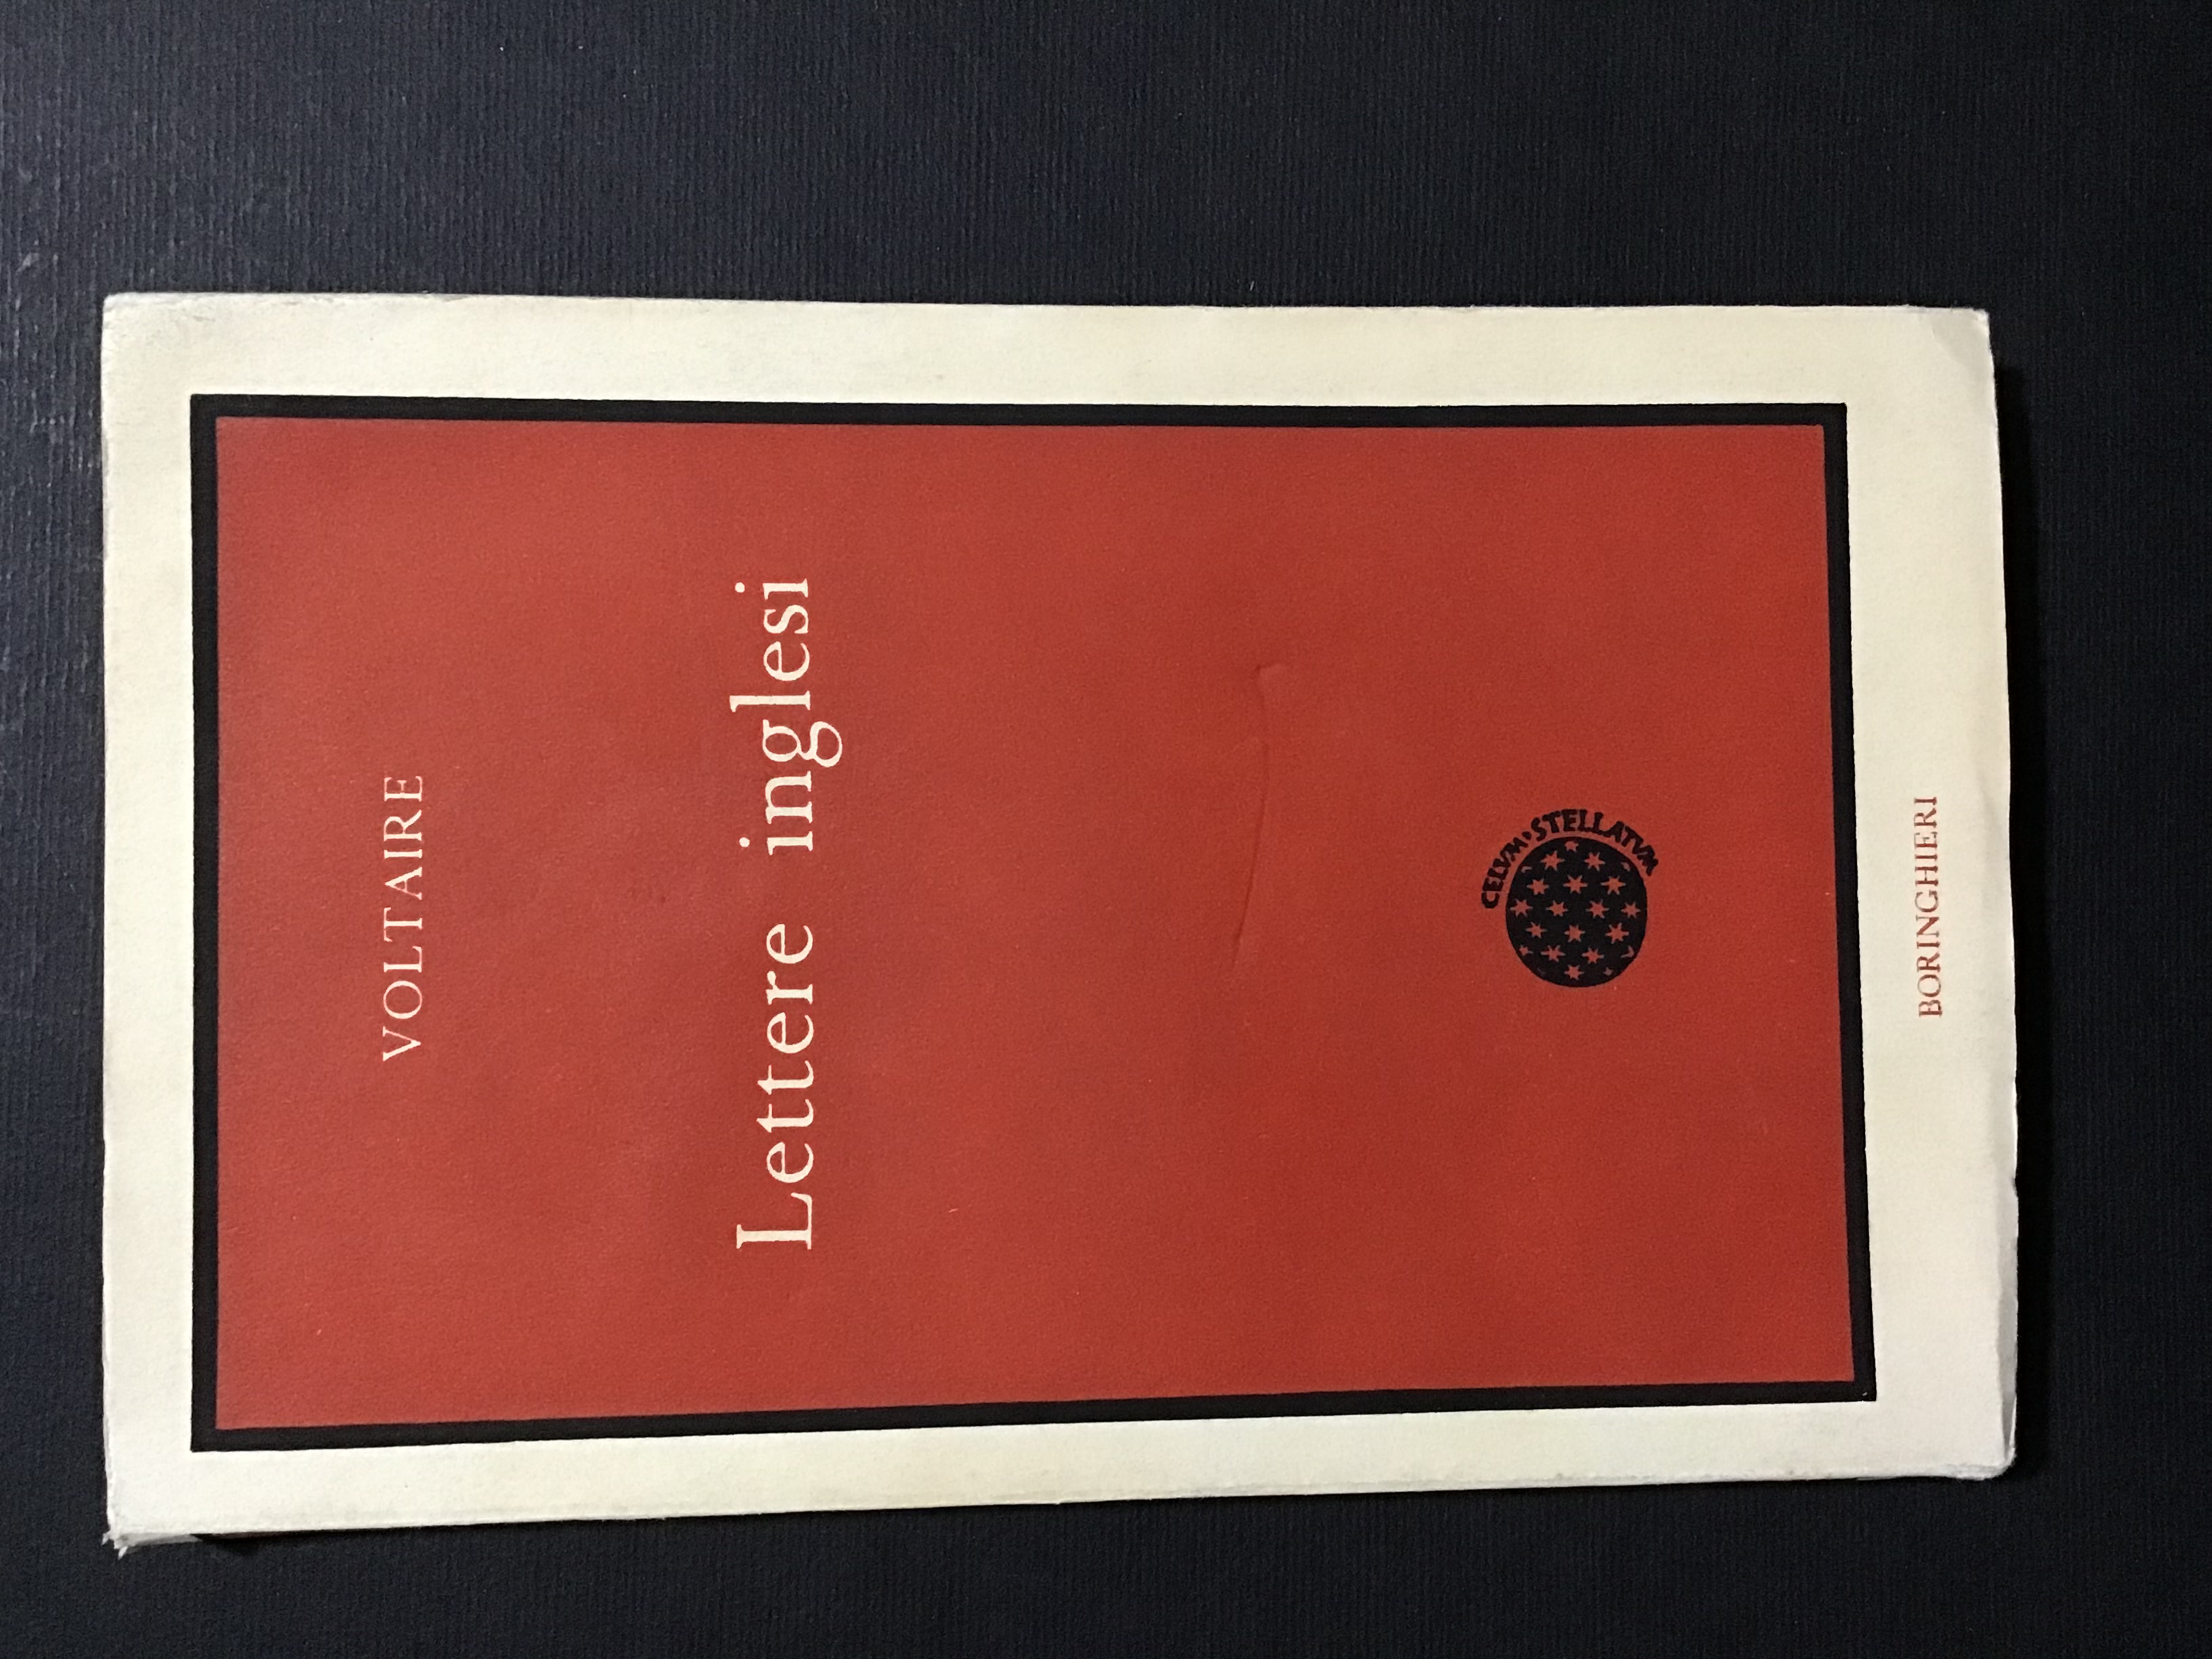 VOLTAIRE
Lettere inglesi
CELVM STELLATVM
BORINGHIERI